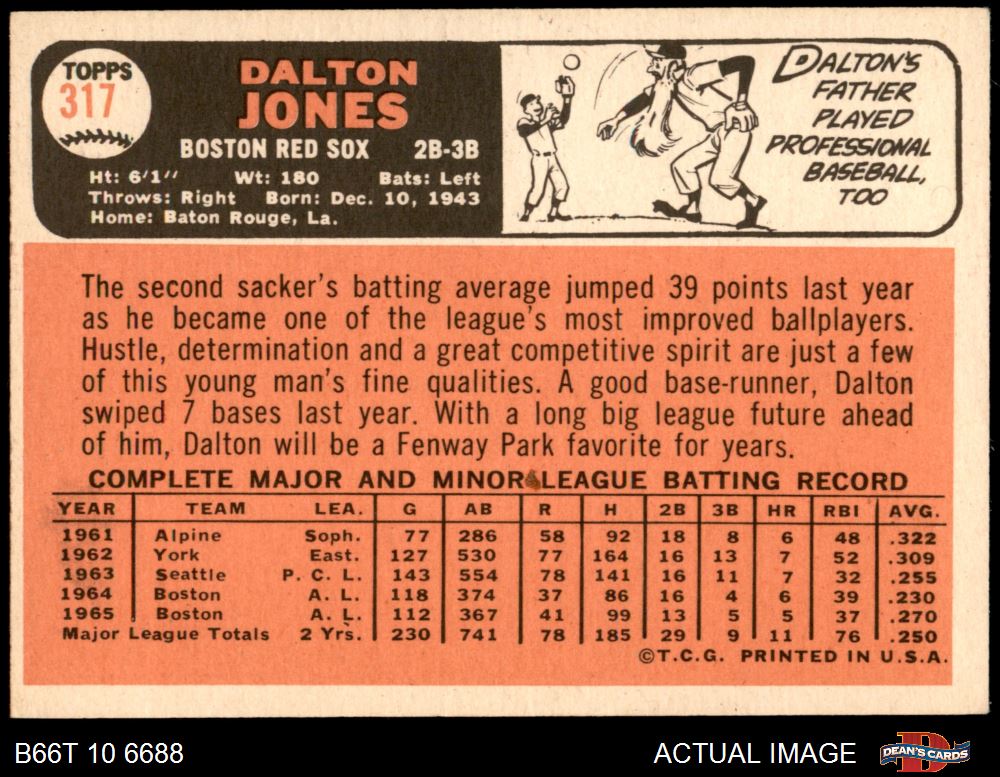 TOPPS
317
DALTON
JONES
BOSTON RED SOX 2B-3B
Ht: 6'1" Wt: 180 Bats: Left
Throws: Right Born: Dec. 10, 1943
Home: Baton Rouge, La.
DALTON'S
FATHER
PLAYED
PROFESSIONAL
BASEBALL,
TOO
The second sacker's batting average jumped 39 points last year
as he became one of the league's most improved ballplayers.
Hustle, determination and a great competitive spirit are just a few
of this young man's fine qualities. A good base-runner, Dalton
swiped 7 bases last year. With a long big league future ahead
of him, Dalton will be a Fenway Park favorite for years.
COMPLETE MAJOR AND MINOR LEAGUE BATTING RECORD
YEAR TEAM LEA. G AB R H 2B 3B HR RBI AVG.
1961 Alpine Soph. 77 286 58 92 18 8 6 48 .322
1962 York East. 127 530 77 164 16 13 7 52 .309
1963 Seattle P. C. L. 143 554 78 141 16 11 7 32 .255
1964 Boston A. L. 118 374 37 86 16 4 6 39 .230
1965 Boston A. L. 112 367 41 99 13 5 5 37 .270
Major League Totals 2 Yrs. 230 741 78 185 29 9 11 76 .250
©T.C.G. PRINTED IN U.S.A.
B66T 10 6688 ACTUAL IMAGE DEAN'S CARDS